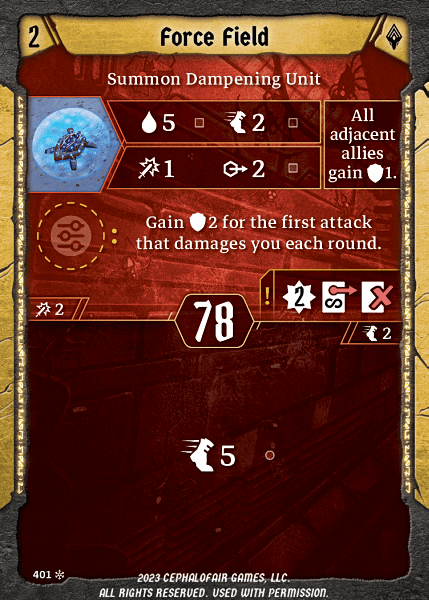 2
Force Field
Summon Dampening Unit
5 2
1 2
All
adjacent
allies
gain 1.
: Gain 2 for the first attack
that damages you each round.
! 2
2
78
2
5
401
2023 CEPHALOFAIR GAMES, LLC.
ALL RIGHTS RESERVED. USED WITH PERMISSION.